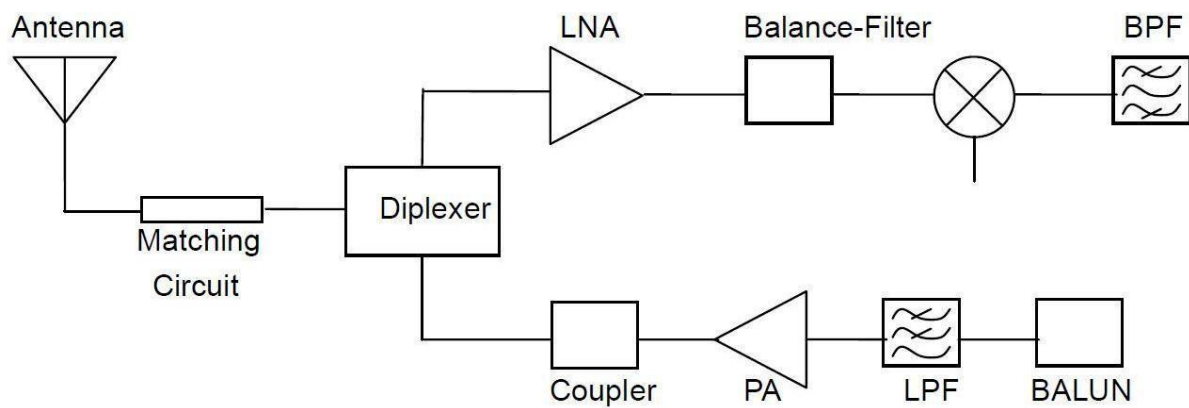 Antenna
LNA
Balance-Filter
BPF
Diplexer
Matching
Circuit
Coupler
PA
LPF
BALUN